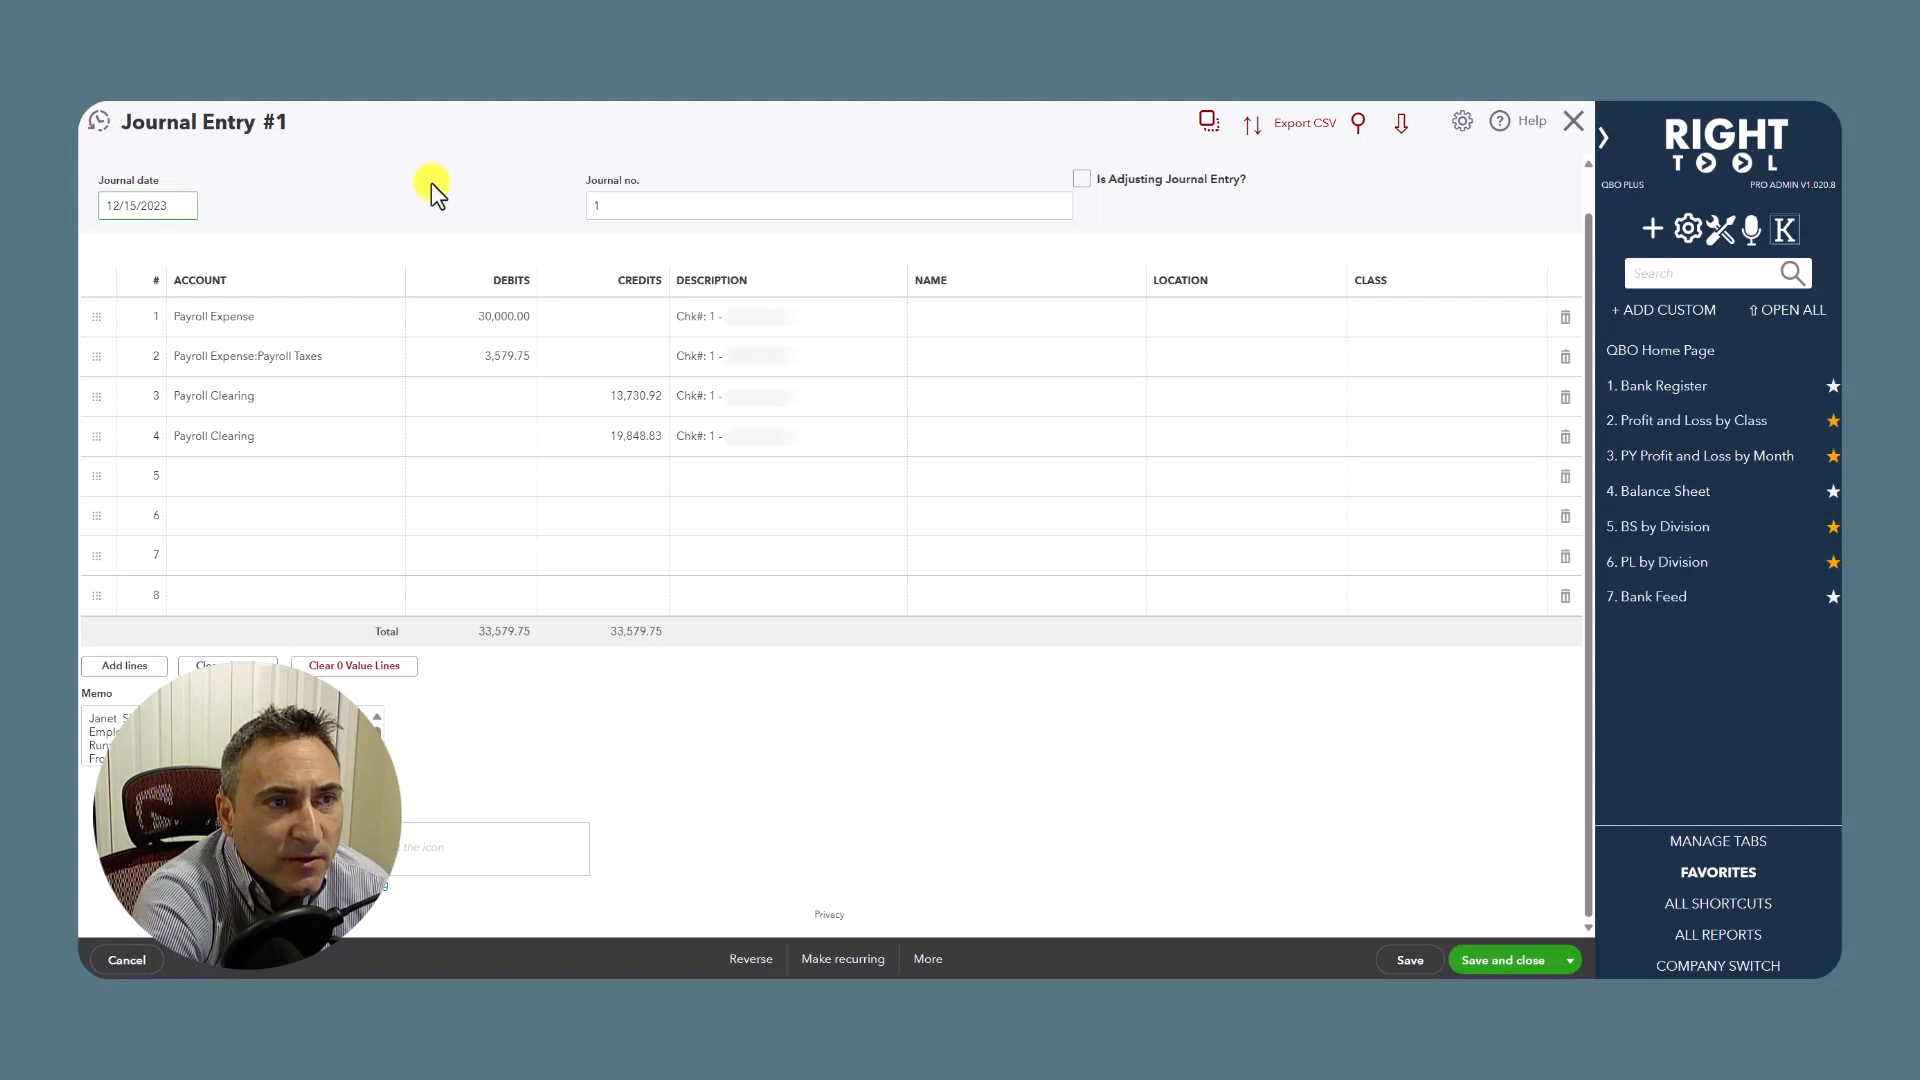 Journal Entry #1
Export CSV
Help
Journal date
12/15/2023
Journal no.
1
Is Adjusting Journal Entry?
# ACCOUNT DEBITS CREDITS DESCRIPTION NAME LOCATION CLASS
1 Payroll Expense 30,000.00 Chk#: 1 -
2 Payroll Expense:Payroll Taxes 3,579.75 Chk#: 1 -
3 Payroll Clearing 13,730.92 Chk#: 1 -
4 Payroll Clearing 19,848.83 Chk#: 1 -
5
6
7
8
Total 33,579.75 33,579.75
Add lines
Clear 0 Value Lines
Memo
Janet
the icon
Privacy
Cancel
Reverse
Make recurring
More
Save
Save and close
RIGHT
TOOL
QBO PLUS
PRO ADMIN V1.020.8
K
Search
+ ADD CUSTOM
⇧ OPEN ALL
QBO Home Page
1. Bank Register
2. Profit and Loss by Class
3. PY Profit and Loss by Month
4. Balance Sheet
5. BS by Division
6. PL by Division
7. Bank Feed
MANAGE TABS
FAVORITES
ALL SHORTCUTS
ALL REPORTS
COMPANY SWITCH